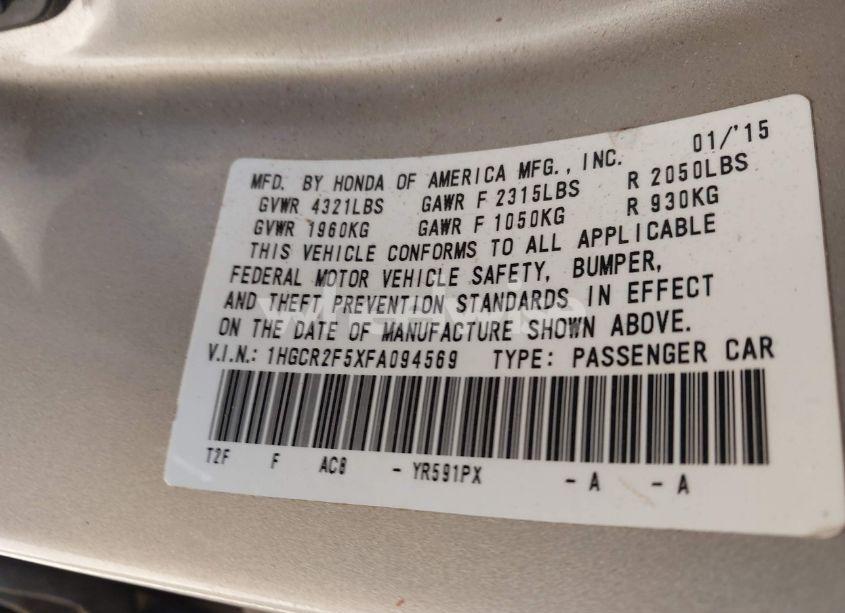 MFD. BY HONDA OF AMERICA MFG., INC. 01/'15
GVWR 4321LBS GAWR F 2315LBS R 2050LBS
GVWR 1960KG GAWR F 1050KG R 930KG
THIS VEHICLE CONFORMS TO ALL APPLICABLE
FEDERAL MOTOR VEHICLE SAFETY, BUMPER,
AND THEFT PREVENTION STANDARDS IN EFFECT
ON THE DATE OF MANUFACTURE SHOWN ABOVE.
V.I.N.: 1HGCR2F5XFA094569 TYPE: PASSENGER CAR
T2F F AC8 - YR591PX - A - A